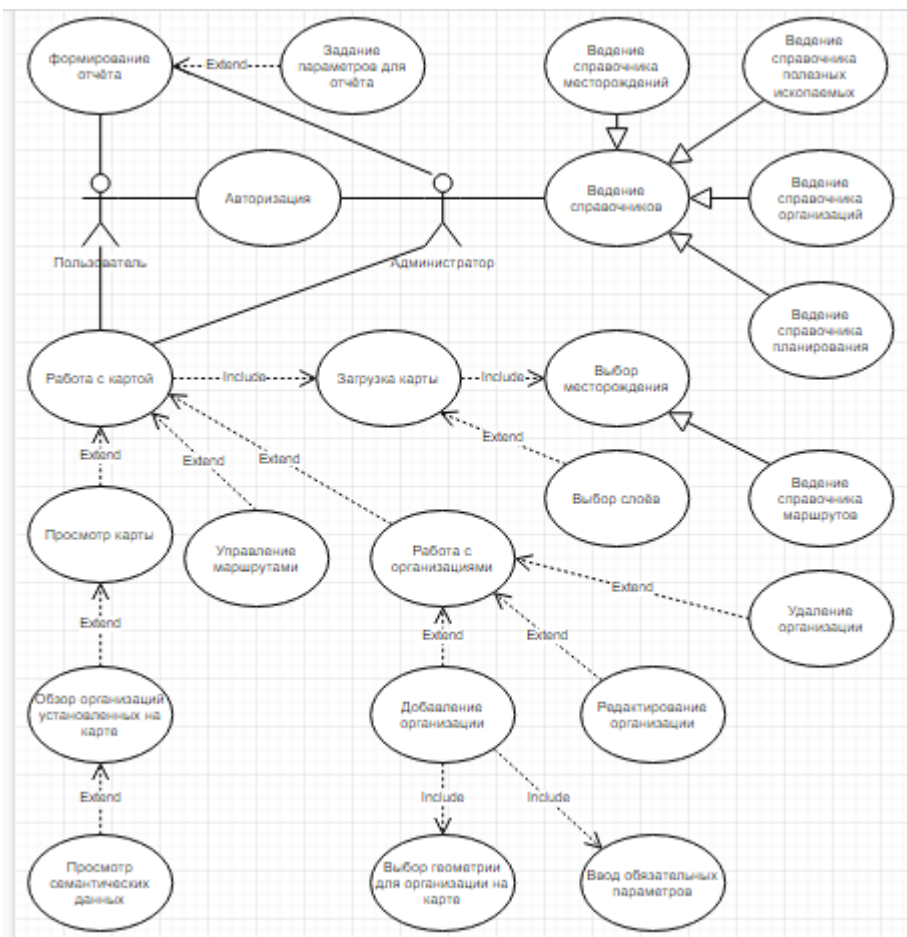 формирование
отчёта
Extend
Задание
параметров для
отчёта
Ведение
справочника
месторождений
Ведение
справочника
полезных
ископаемых
Авторизация
Ведение
справочников
Ведение
справочника
организаций
Пользователь
Администратор
Ведение
справочника
планирования
Работа с картой
Include
Загрузка карты
Include
Выбор
месторождения
Extend
Extend
Extend
Extend
Просмотр карты
Управление
маршрутами
Работа с
организациями
Выбор слоёв
Ведение
справочника
маршрутов
Extend
Extend
Extend
Extend
Удаление
организации
Обзор организаций
установленных на
карте
Добавление
организации
Редактирование
организации
Extend
Include
Include
Просмотр
семантических
данных
Выбор геометрии
для организации на
карте
Ввод обязательных
параметров